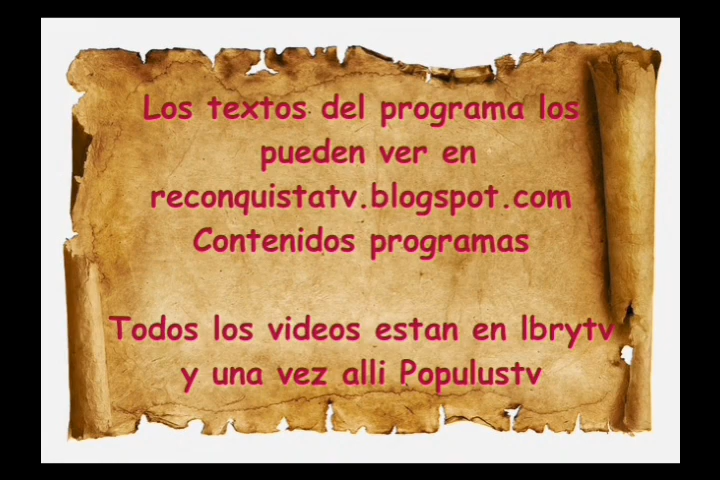 Los textos del programa los
pueden ver en
reconquistatv.blogspot.com
Contenidos programas
Todos los videos estan en lbrytv
y una vez alli Populustv